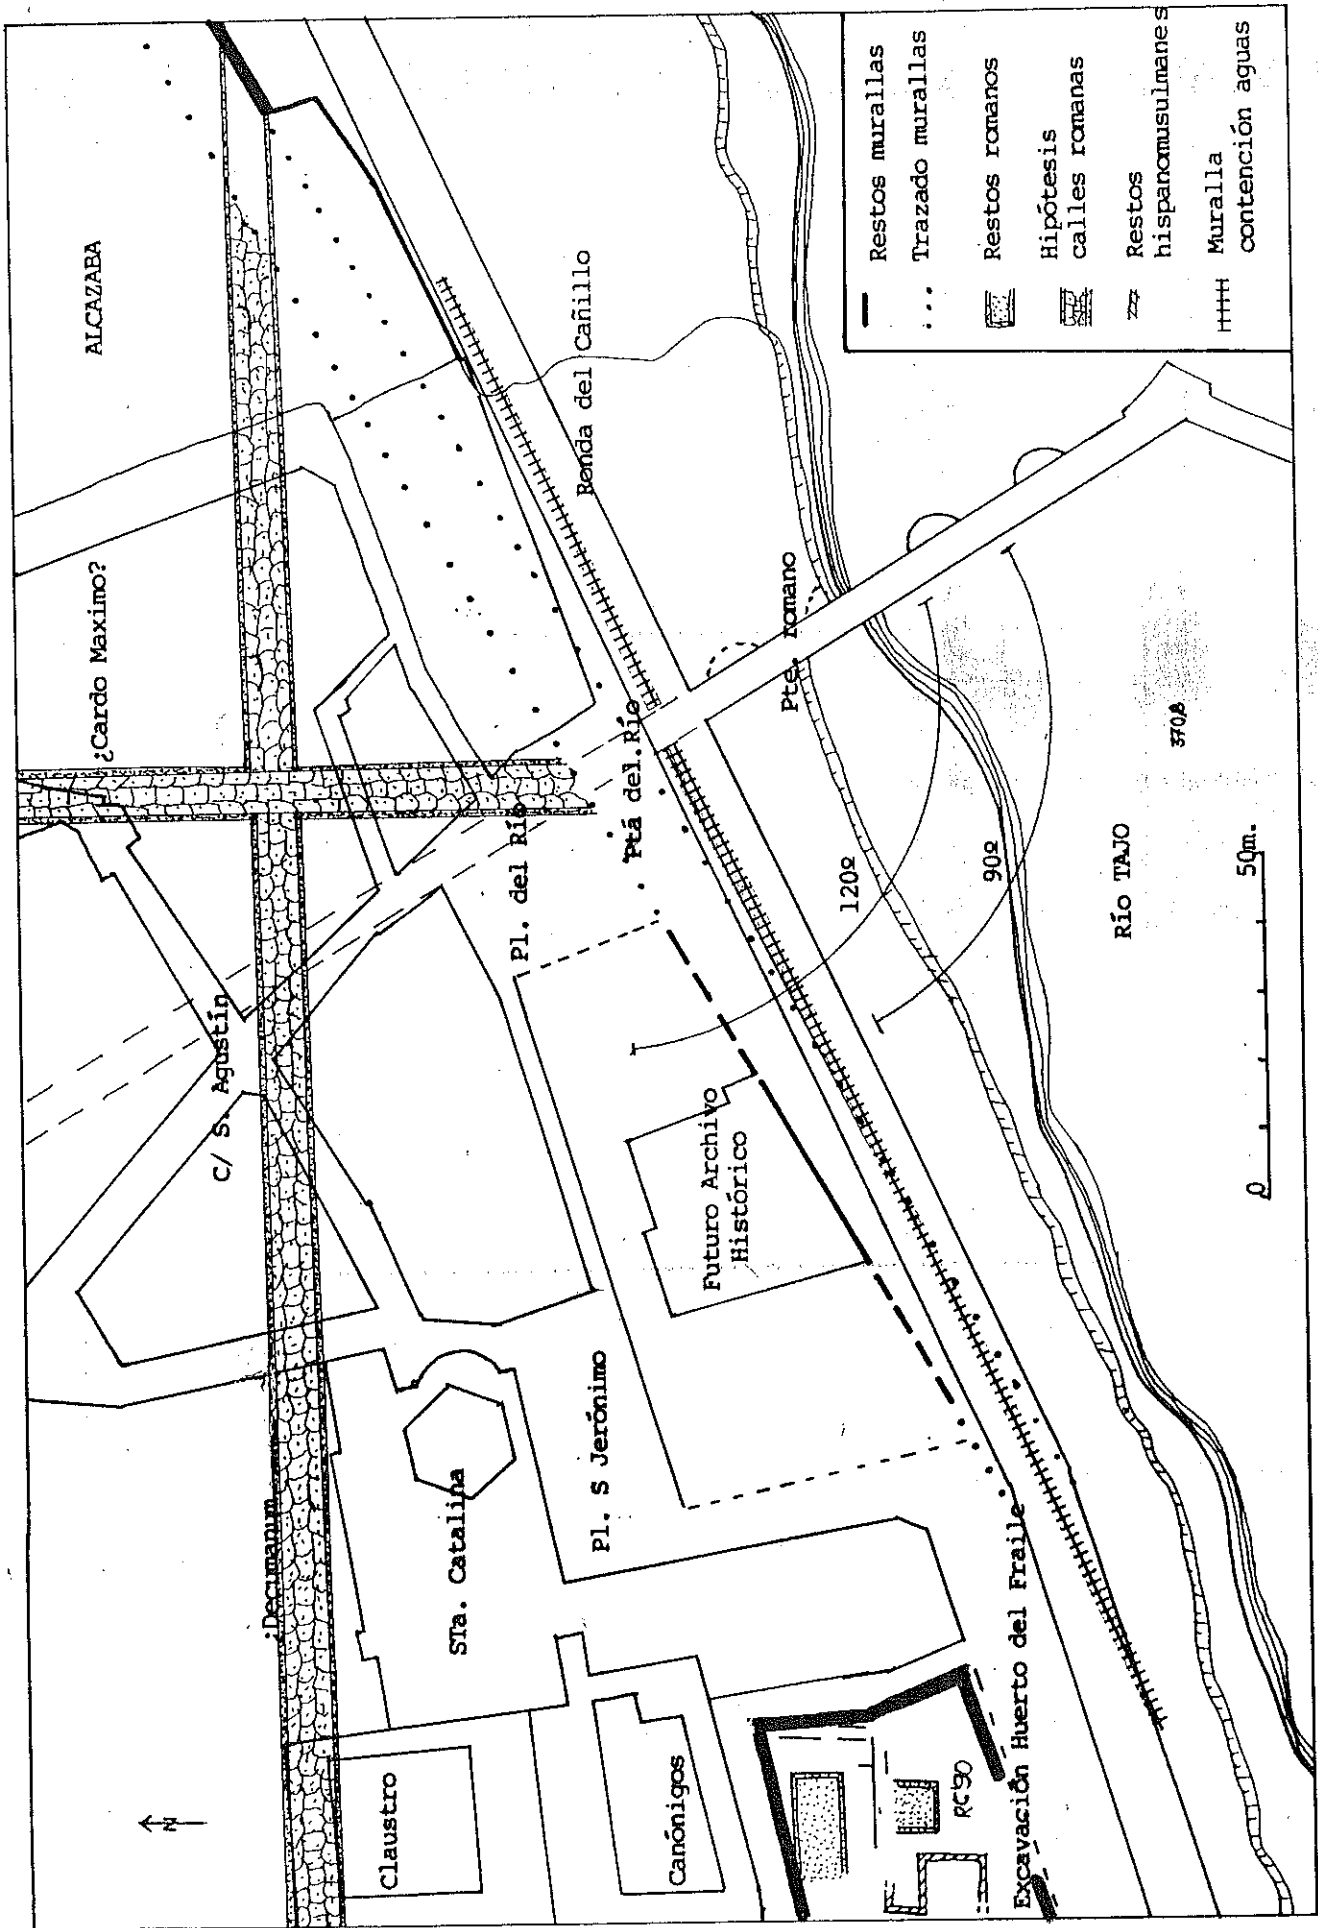 ALCAZABA
¿Cardo Maximo?
C/ S. Agustín
¿Decumanum
Claustro
STa. Catalina
Pl. S Jerónimo
Canónigos
Pl. del Río
Ptá del Río
Ronda del Cañillo
Futuro Archivo
Histórico
Pte. romano
RC'90
Excavación Huerto del Fraile
120º
90º
Río TAJO
370,8
0
50m.
N
Restos murallas
Trazado murallas
Restos romanos
Hipótesis
calles romanas
Restos
hispanomusulmanes
Muralla
contención aguas